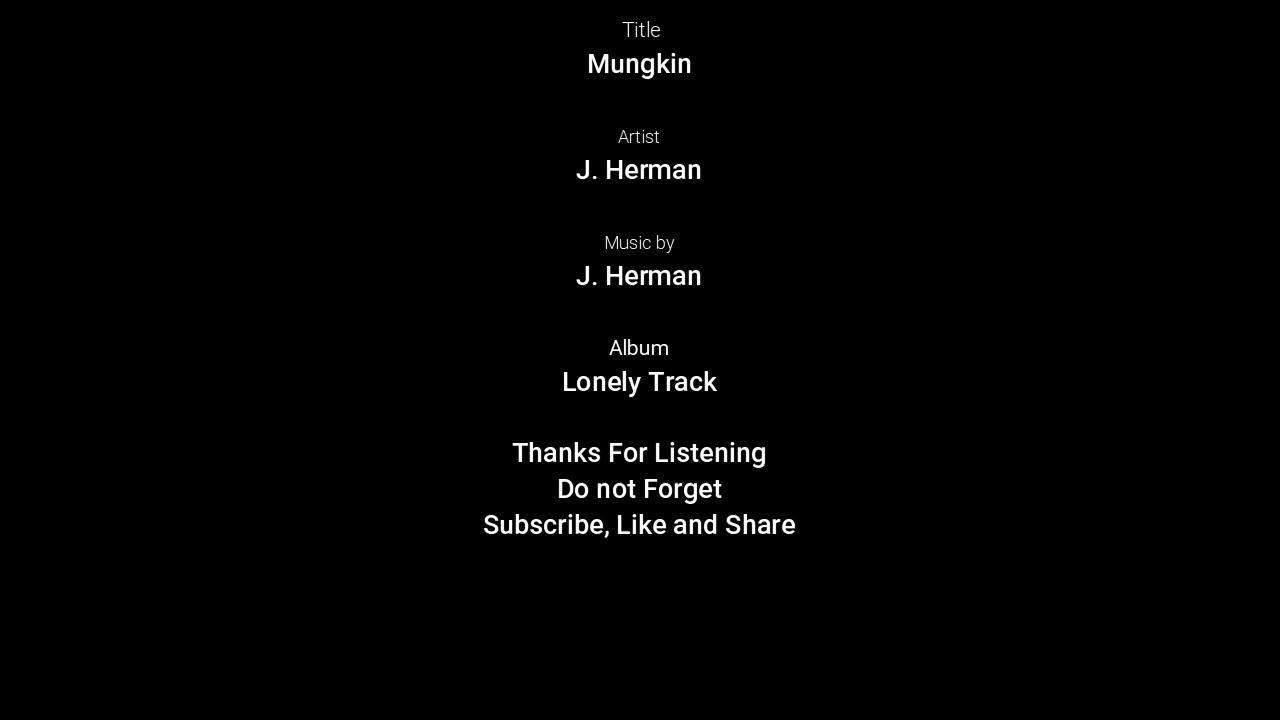 Title
Mungkin
Artist
J. Herman
Music by
J. Herman
Album
Lonely Track
Thanks For Listening
Do not Forget
Subscribe, Like and Share